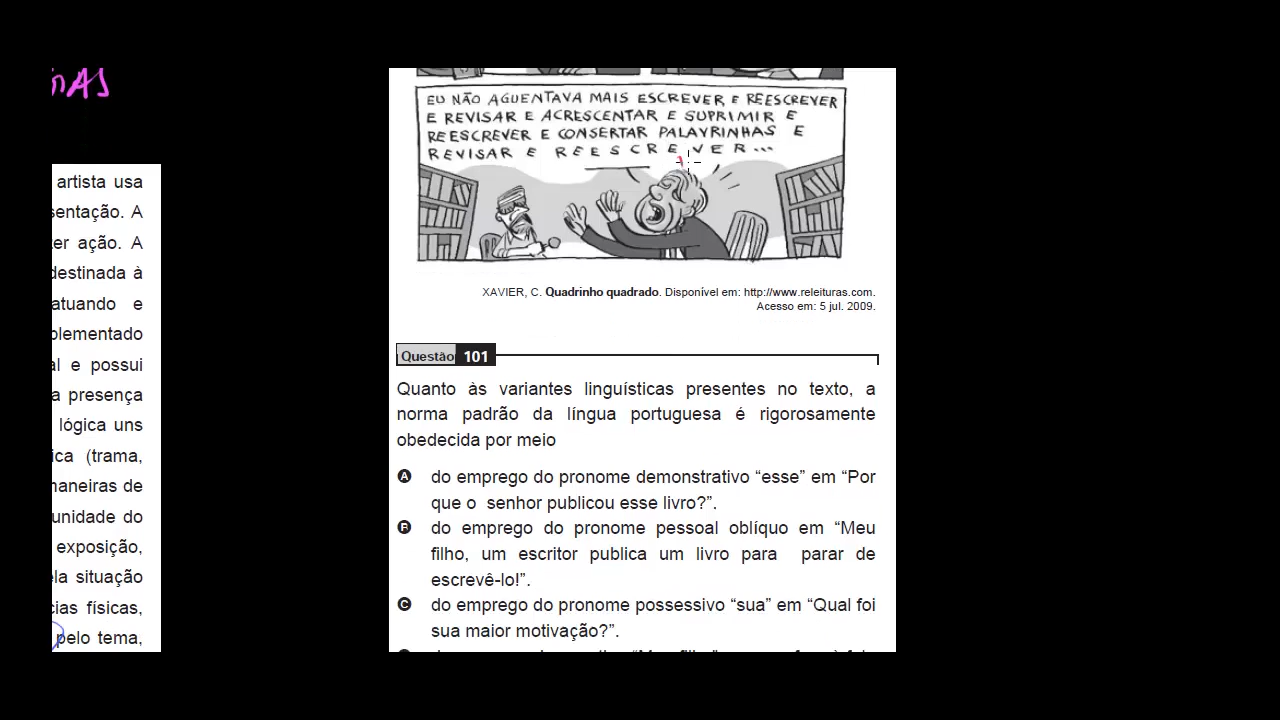 MAS
artista usa
sentação. A
er ação. A
destinada à
atuando e
plementado
al e possui
a presença
lógica uns
ica (trama,
maneiras de
unidade do
exposição,
ela situação
cias físicas,
pelo tema,
EU NÃO AGUENTAVA MAIS ESCREVER E REESCREVER
E REVISAR E ACRESCENTAR E SUPRIMIR E
REESCREVER E CONSERTAR PALAVRINHAS E
REVISAR E REESCREVER...
XAVIER, C. Quadrinho quadrado. Disponível em: http://www.releituras.com.
Acesso em: 5 jul. 2009.
Questão 101
Quanto às variantes linguísticas presentes no texto, a
norma padrão da língua portuguesa é rigorosamente
obedecida por meio
A do emprego do pronome demonstrativo “esse” em “Por
que o senhor publicou esse livro?”.
B do emprego do pronome pessoal oblíquo em “Meu
filho, um escritor publica um livro para parar de
escrevê-lo!”.
C do emprego do pronome possessivo “sua” em “Qual foi
sua maior motivação?”.